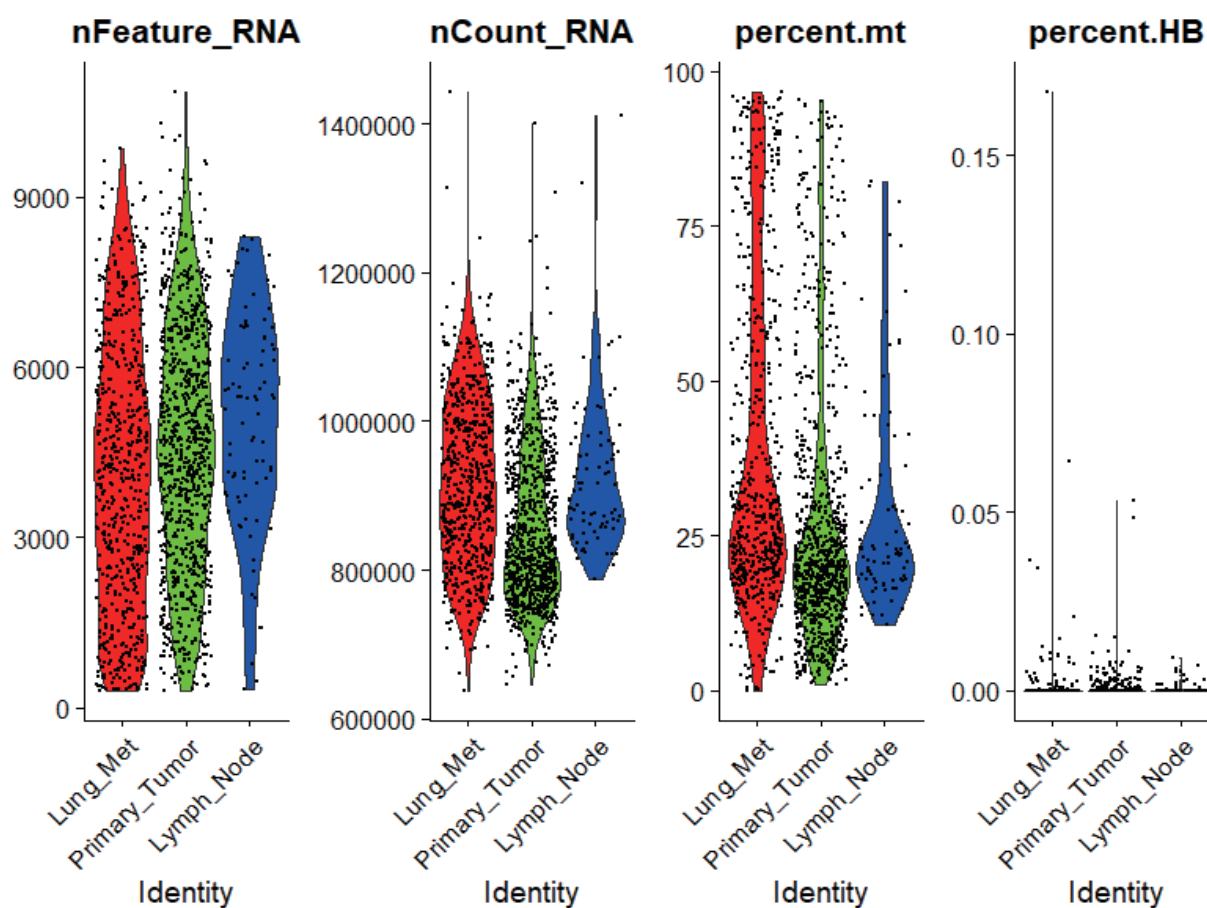 nFeature_RNA
9000
6000
3000
0
Lung_Met
Primary_Tumor
Lymph_Node
Identity
nCount_RNA
1400000
1200000
1000000
800000
600000
Lung_Met
Primary_Tumor
Lymph_Node
Identity
percent.mt
100
75
50
25
0
Lung_Met
Primary_Tumor
Lymph_Node
Identity
percent.HB
0.15
0.10
0.05
0.00
Lung_Met
Primary_Tumor
Lymph_Node
Identity